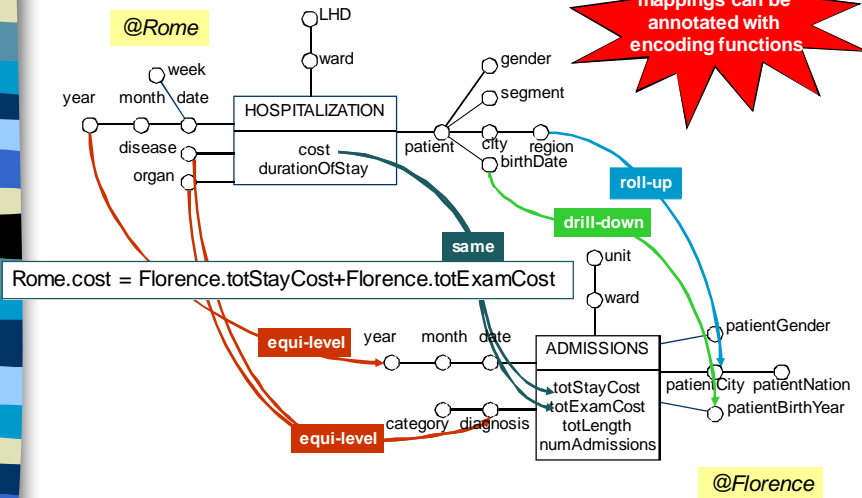 mappings can be
annotated with
encoding functions
@Rome
LHD
ward
week
year
month
date
HOSPITALIZATION
cost
durationOfStay
disease
organ
patient
gender
segment
city
region
birthDate
roll-up
drill-down
same
Rome.cost = Florence.totStayCost+Florence.totExamCost
unit
ward
equi-level
year
month
date
ADMISSIONS
totStayCost
totExamCost
totLength
numAdmissions
patientGender
patientCity
patientNation
patientBirthYear
category
diagnosis
equi-level
@Florence